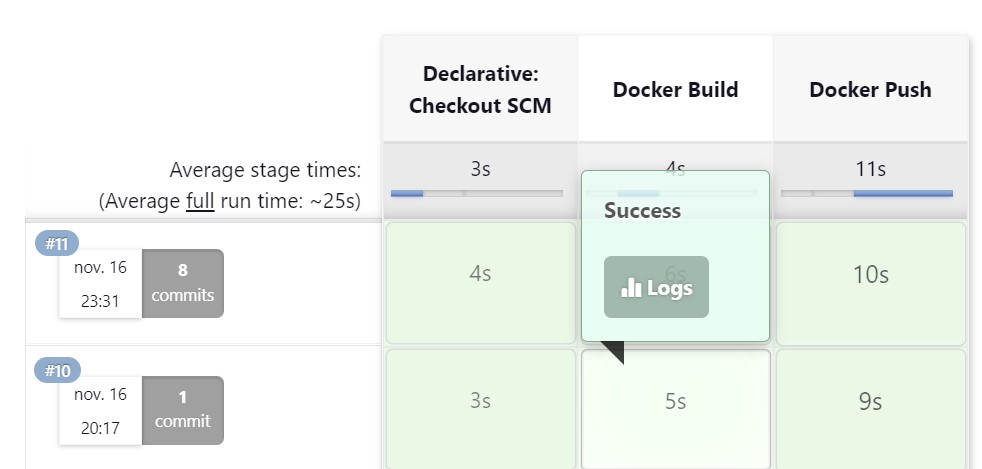 Declarative:
Checkout SCM
Docker Build
Docker Push
Average stage times:
(Average full run time: ~25s)
3s
4s
11s
Success
#11
nov. 16
23:31
8
commits
4s
6s
Logs
10s
#10
nov. 16
20:17
1
commit
3s
5s
9s